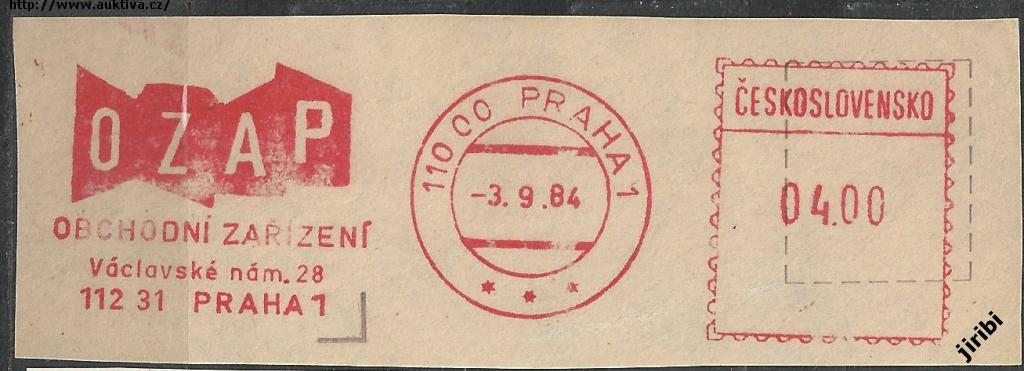 http://www.auktiva.cz/
OZAP
OBCHODNÍ ZAŘÍZENÍ
Václavské nám. 28
112 31 PRAHA 1
110 00 PRAHA 1
-3. 9. 84
ČESKOSLOVENSKO
04.00
jiribi